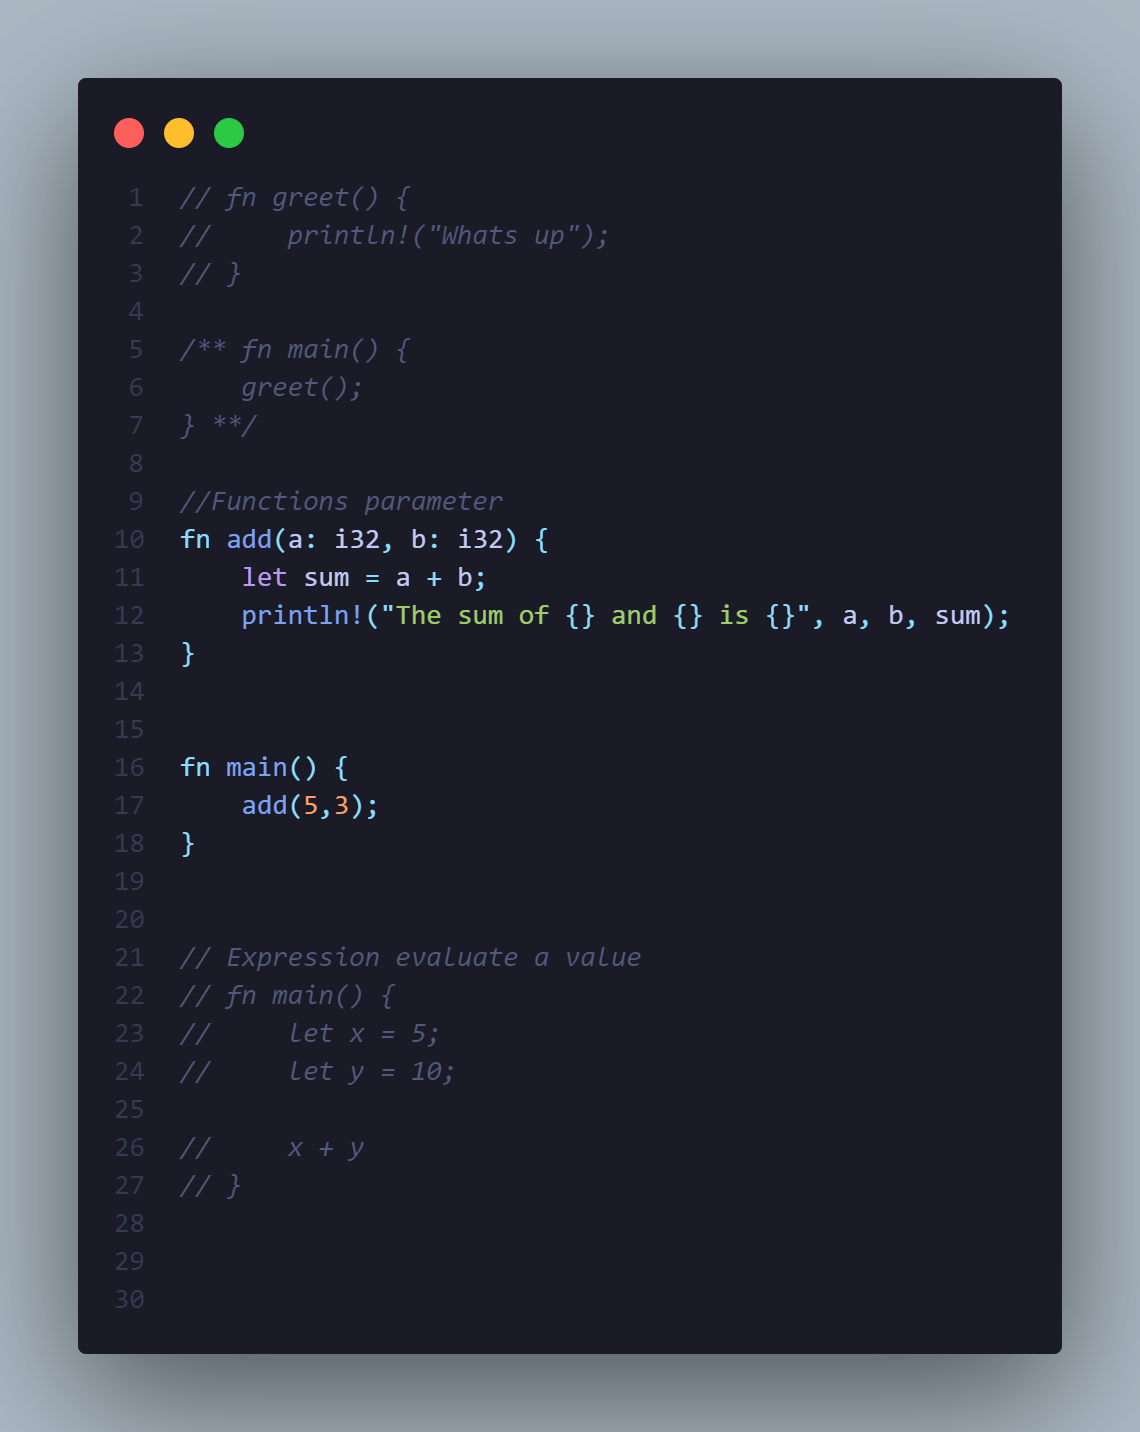 1 // fn greet() {
2 //     println!("Whats up");
3 // }
4
5 /** fn main() {
6     greet();
7 } **/
8
9 //Functions parameter
10 fn add(a: i32, b: i32) {
11     let sum = a + b;
12     println!("The sum of {} and {} is {}", a, b, sum);
13 }
14
15
16 fn main() {
17     add(5,3);
18 }
19
20
21 // Expression evaluate a value
22 // fn main() {
23 //     let x = 5;
24 //     let y = 10;
25
26 //     x + y
27 // }
28
29
30